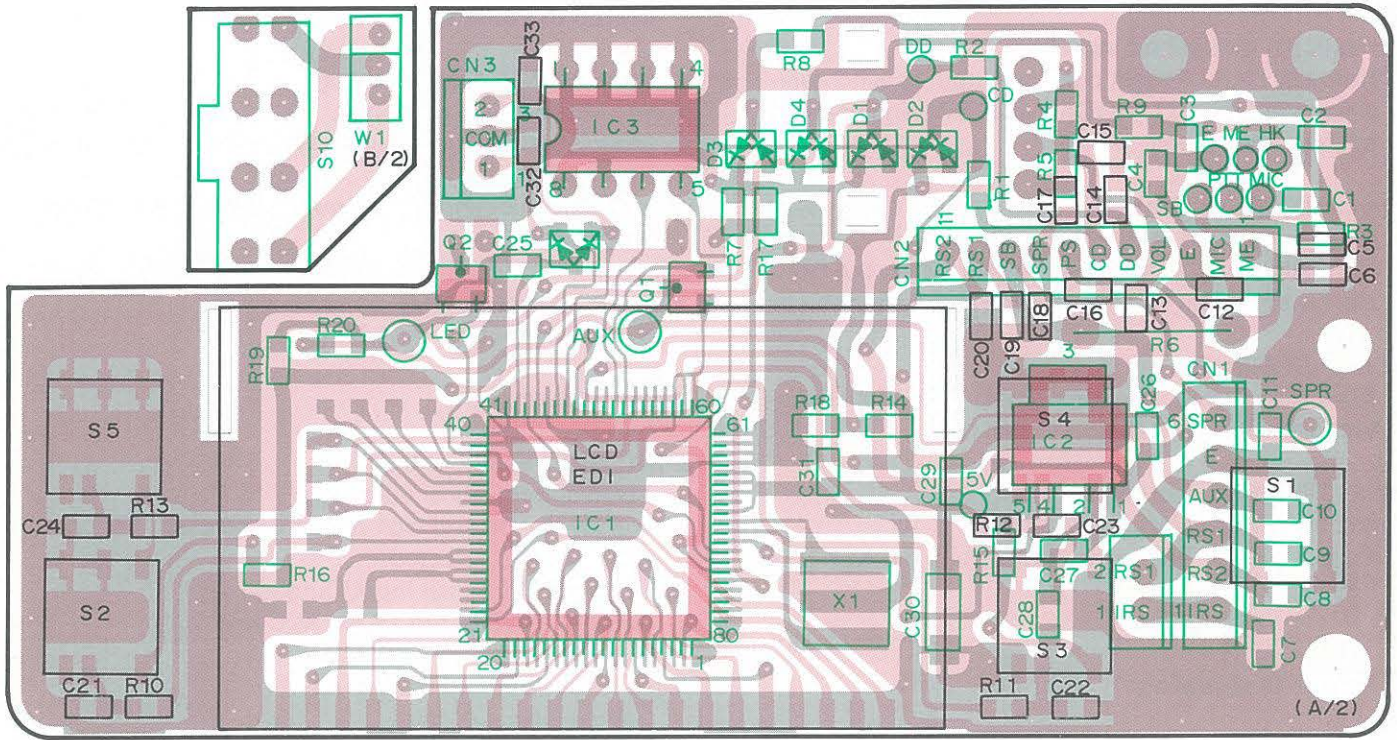 S10
W1
(B/2)
CN3
2
COM
1
C33
3
1
C32
1
4
IC3
8
5
R8
DD
R2
CD
D3
D4
D1
D2
R4
R5
R9
C3
C15
C4
C17
C14
E ME HK
C2
PTT MIC
SB
C1
R1
R7
R17
11
1
R3
C5
C6
CN2
RS2
RS1
SB
SPR
PS
CD
DD
VOL
E
MIC
ME
Q2
C25
Q1
C20
C19
C18
C16
C13
C12
R6
R20
LED
AUX
R19
3
CN1
41
60
40
61
LCD
EDI
IC1
21
80
20
1
R18
R14
C31
C29
5V
S4
IC2
C26
6
SPR
E
AUX
RS1
RS2
1
IRS
C11
SPR
S1
C10
C9
C8
C7
5
4
2
1
R12
C23
R15
C27
C28
S3
2
RS1
1
IRS
S5
C24
R13
S2
R16
C21
R10
X1
C30
R11
C22
(A/2)